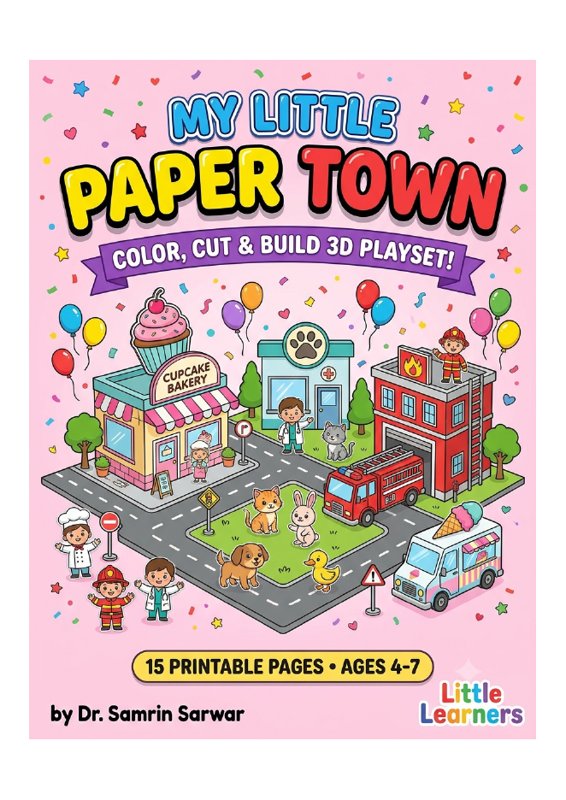 MY LITTLE
PAPER TOWN
COLOR, CUT & BUILD 3D PLAYSET!
CUPCAKE
BAKERY
15 PRINTABLE PAGES • AGES 4-7
by Dr. Samrin Sarwar
Little
Learners